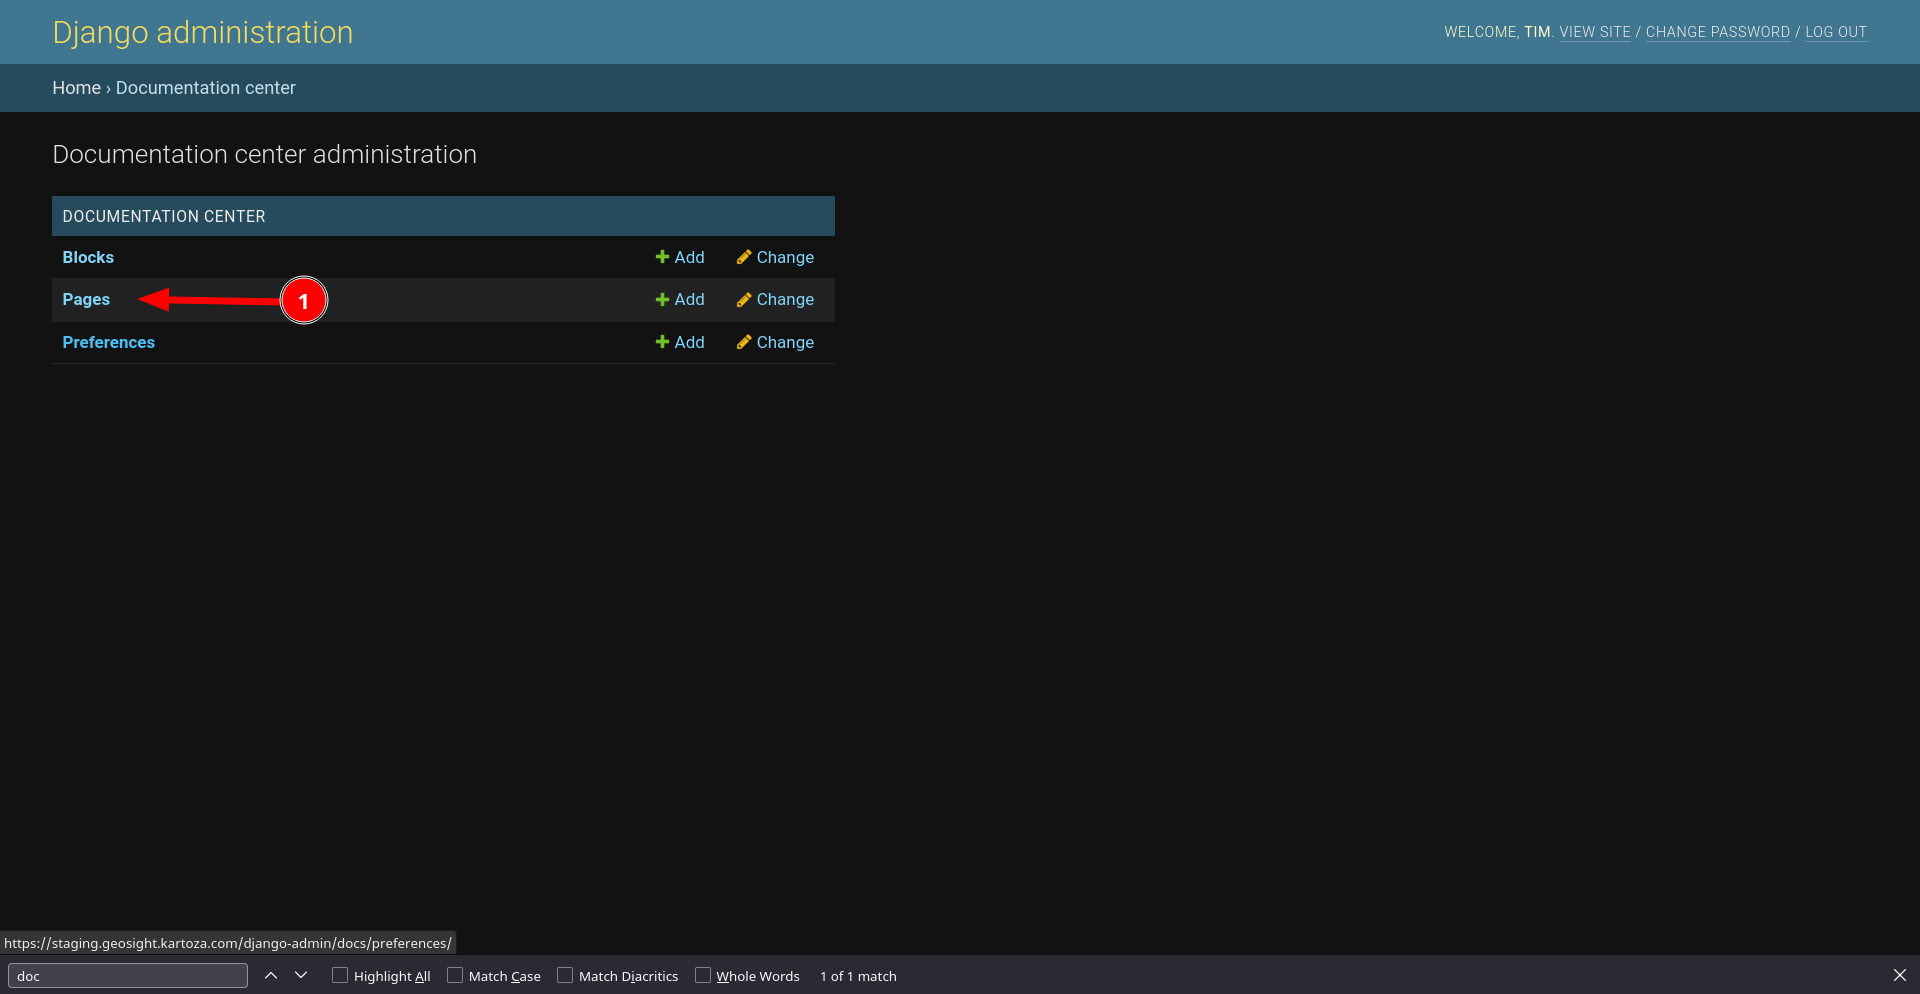 Django administration
WELCOME, TIM. VIEW SITE / CHANGE PASSWORD / LOG OUT
Home › Documentation center
Documentation center administration
DOCUMENTATION CENTER
Blocks Add Change
Pages 1 Add Change
Preferences Add Change
https://staging.geosight.kartoza.com/django-admin/docs/preferences/
doc Highlight All Match Case Match Diacritics Whole Words 1 of 1 match